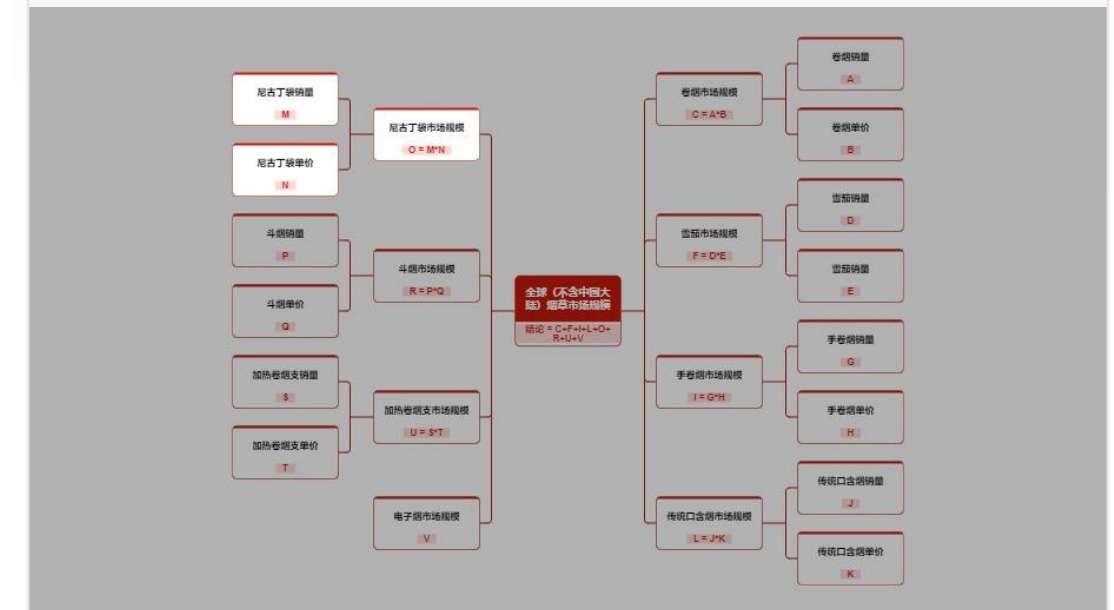 尼古丁袋销量
M
尼古丁袋单价
N
尼古丁袋市场规模
O = M*N
斗烟销量
P
斗烟单价
Q
斗烟市场规模
R = P*Q
加热卷烟支销量
S
加热卷烟支单价
T
加热卷烟支市场规模
U = S*T
电子烟市场规模
V
全球（不含中国大
陆）烟草市场规模
结论 = C+F+I+L+O+
R+U+V
卷烟市场规模
C = A*B
卷烟销量
A
卷烟单价
B
雪茄市场规模
F = D*E
雪茄销量
D
雪茄销量
E
手卷烟市场规模
I = G*H
手卷烟销量
G
手卷烟单价
H
传统口含烟市场规模
L = J*K
传统口含烟销量
J
传统口含烟单价
K